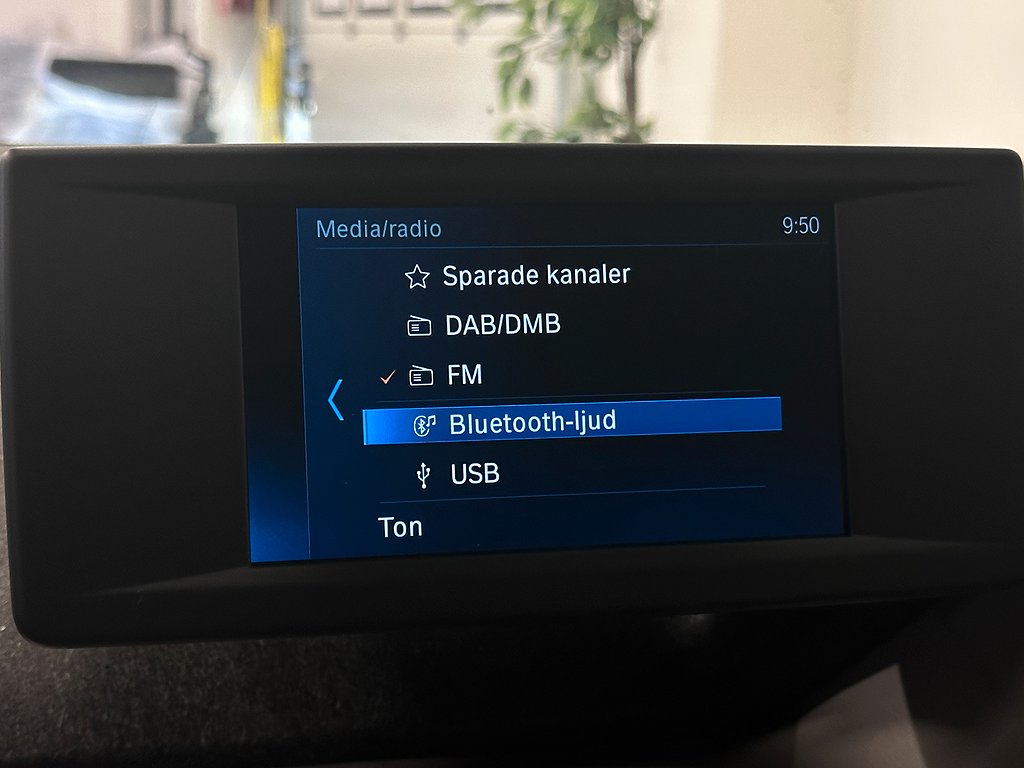 Media/radio 9:50
Sparade kanaler
DAB/DMB
FM
Bluetooth-ljud
USB
Ton